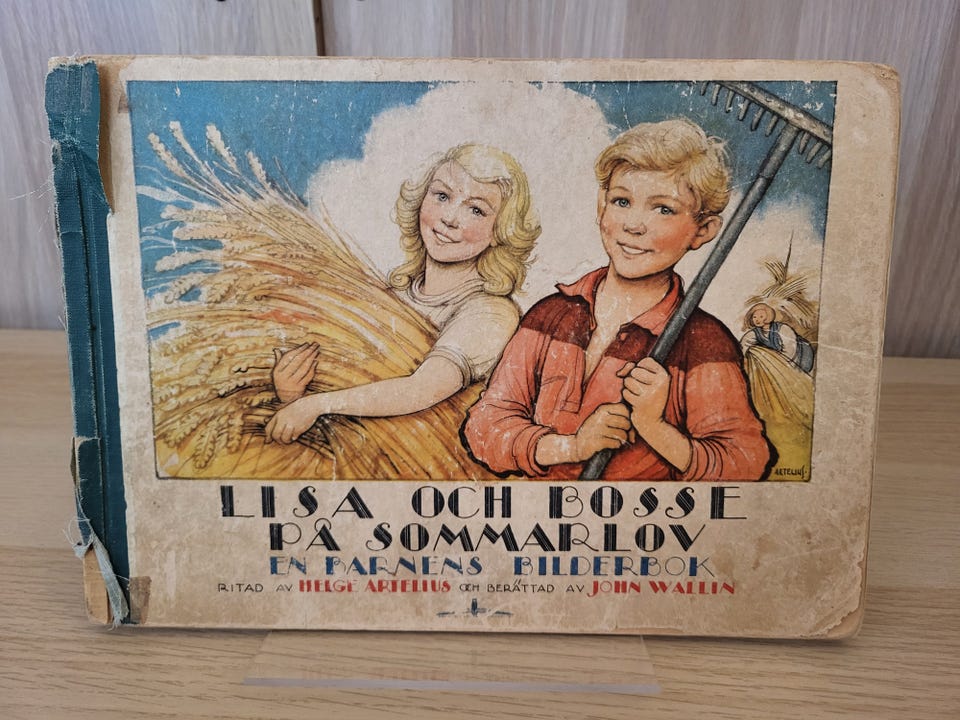 ARTELIUS.
LISA OCH BOSSE
PÅ SOMMARLOV
EN BARNENS BILDERBOK
RITAD AV HELGE ARTELIUS OCH BERÄTTAD AV JOHN WALLIN